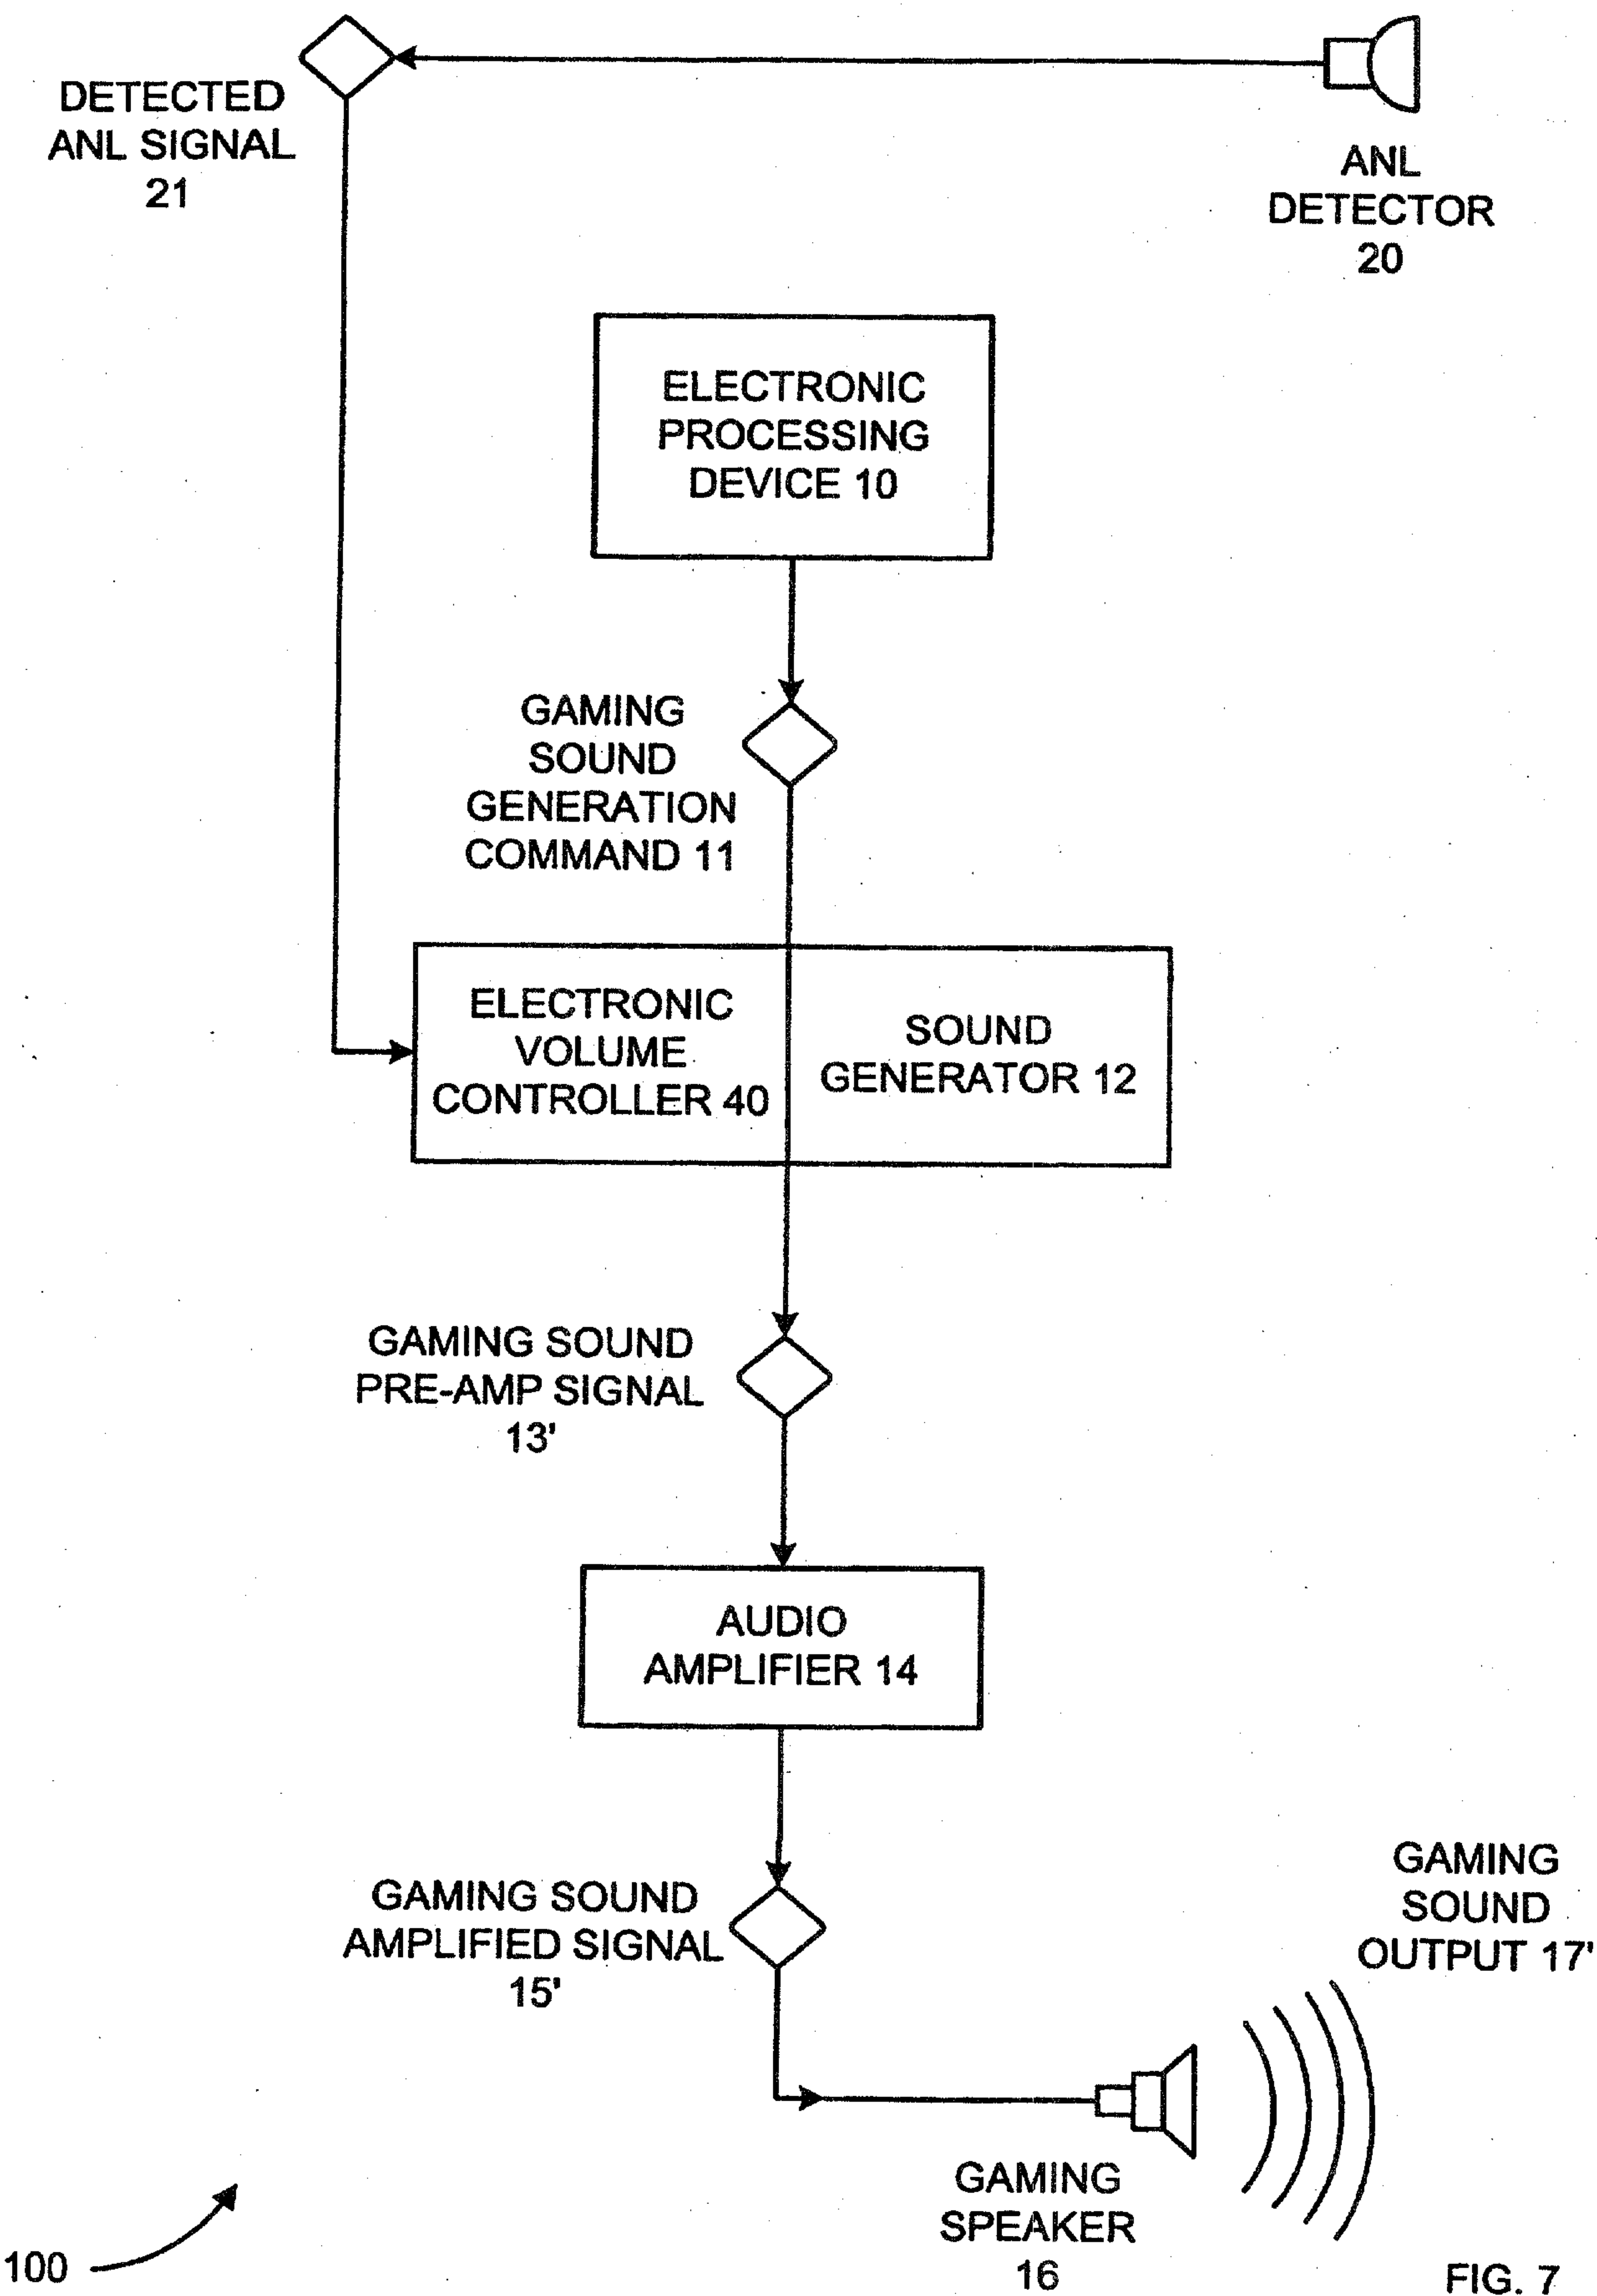 DETECTED
ANL SIGNAL
21
ANL
DETECTOR
20
ELECTRONIC
PROCESSING
DEVICE 10
GAMING
SOUND
GENERATION
COMMAND 11
ELECTRONIC
VOLUME
CONTROLLER 40
SOUND
GENERATOR 12
GAMING SOUND
PRE-AMP SIGNAL
13'
AUDIO
AMPLIFIER 14
GAMING SOUND
AMPLIFIED SIGNAL
15'
GAMING
SOUND
OUTPUT 17'
GAMING
SPEAKER
16
100
FIG. 7